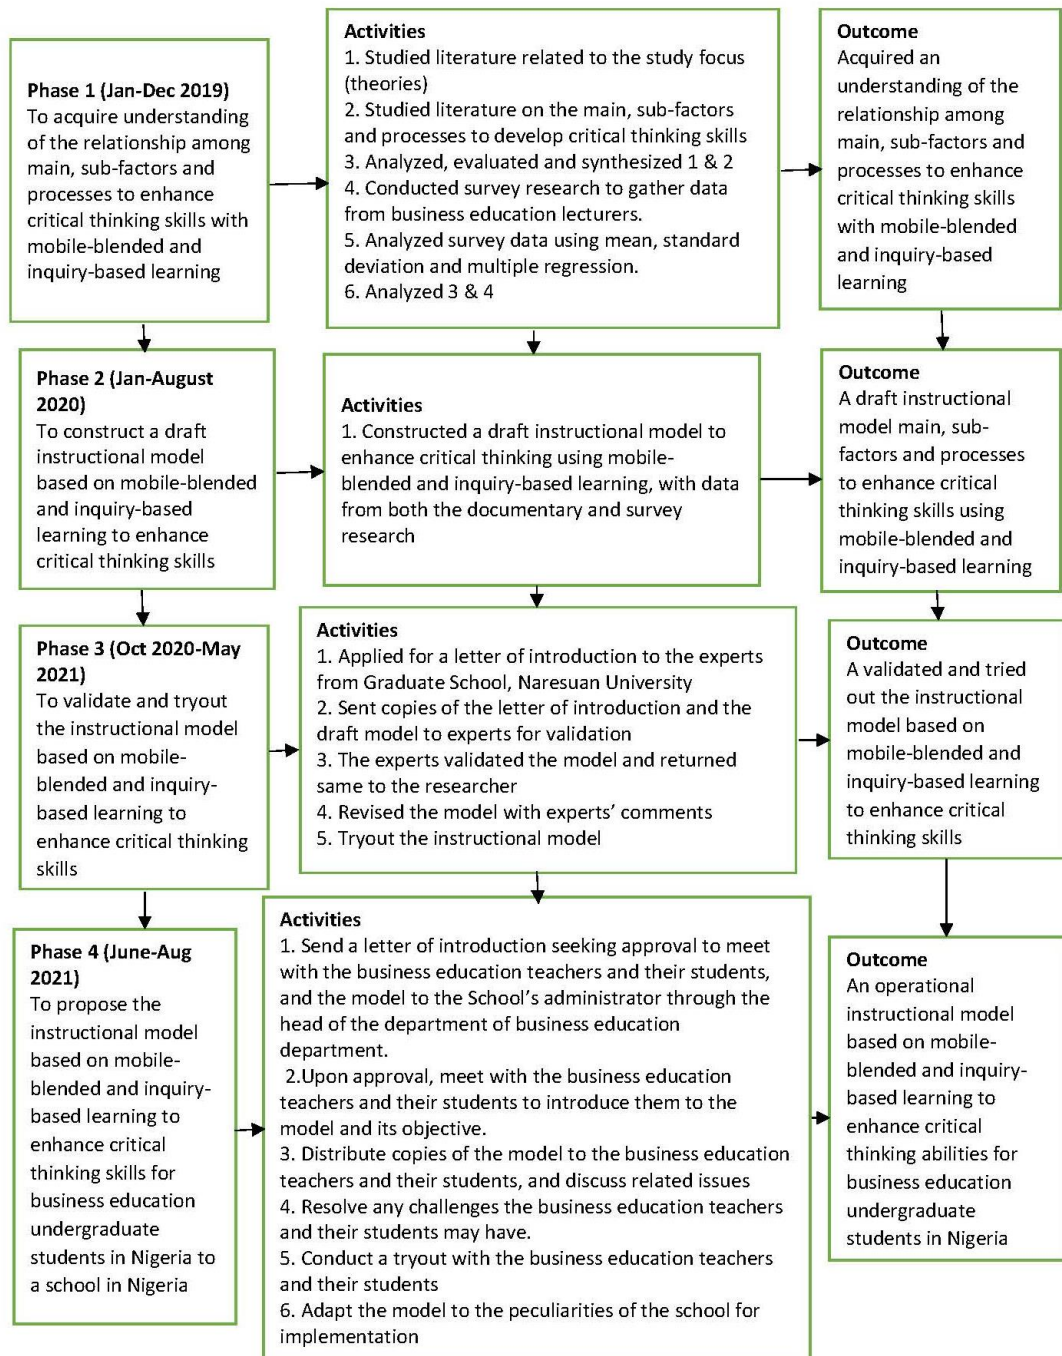 Phase 1 (Jan-Dec 2019)
To acquire understanding
of the relationship among
main, sub-factors and
processes to enhance
critical thinking skills with
mobile-blended and
inquiry-based learning
Activities
1. Studied literature related to the study focus
(theories)
2. Studied literature on the main, sub-factors
and processes to develop critical thinking skills
3. Analyzed, evaluated and synthesized 1 & 2
4. Conducted survey research to gather data
from business education lecturers.
5. Analyzed survey data using mean, standard
deviation and multiple regression.
6. Analyzed 3 & 4
Outcome
Acquired an
understanding of the
relationship among
main, sub-factors and
processes to enhance
critical thinking skills
with mobile-blended
and inquiry-based
learning
Phase 2 (Jan-August
2020)
To construct a draft
instructional model
based on mobile-blended
and inquiry-based
learning to enhance
critical thinking skills
Activities
1. Constructed a draft instructional model to
enhance critical thinking using mobile-
blended and inquiry-based learning, with data
from both the documentary and survey
research
Outcome
A draft instructional
model main, sub-
factors and processes
to enhance critical
thinking skills using
mobile-blended and
inquiry-based learning
Phase 3 (Oct 2020-May
2021)
To validate and tryout
the instructional model
based on mobile-
blended and inquiry-
based learning to
enhance critical thinking
skills
Activities
1. Applied for a letter of introduction to the experts
from Graduate School, Naresuan University
2. Sent copies of the letter of introduction and the
draft model to experts for validation
3. The experts validated the model and returned
same to the researcher
4. Revised the model with experts’ comments
5. Tryout the instructional model
Outcome
A validated and tried
out the instructional
model based on
mobile-blended and
inquiry-based learning
to enhance critical
thinking skills
Phase 4 (June-Aug
2021)
To propose the
instructional model
based on mobile-
blended and inquiry-
based learning to
enhance critical
thinking skills for
business education
undergraduate
students in Nigeria to
a school in Nigeria
Activities
1. Send a letter of introduction seeking approval to meet
with the business education teachers and their students,
and the model to the School’s administrator through the
head of the department of business education
department.
2.Upon approval, meet with the business education
teachers and their students to introduce them to the
model and its objective.
3. Distribute copies of the model to the business education
teachers and their students, and discuss related issues
4. Resolve any challenges the business education teachers
and their students may have.
5. Conduct a tryout with the business education teachers
and their students
6. Adapt the model to the peculiarities of the school for
implementation
Outcome
An operational
instructional model
based on mobile-
blended and inquiry-
based learning to
enhance critical
thinking abilities for
business education
undergraduate
students in Nigeria